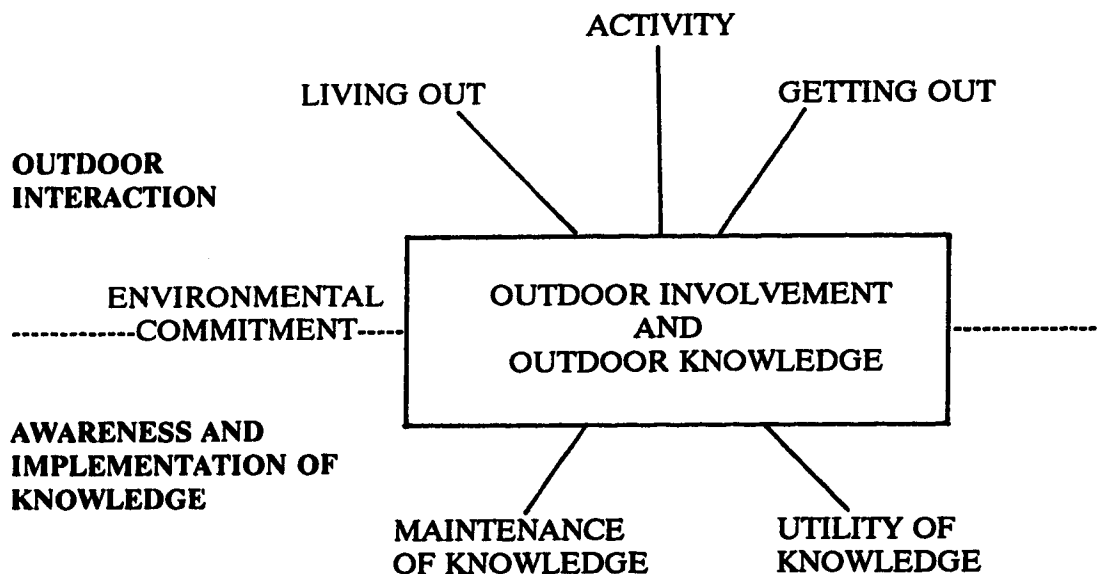 ACTIVITY
LIVING OUT
GETTING OUT
OUTDOOR
INTERACTION
ENVIRONMENTAL
COMMITMENT
OUTDOOR INVOLVEMENT
AND
OUTDOOR KNOWLEDGE
AWARENESS AND
IMPLEMENTATION OF
KNOWLEDGE
MAINTENANCE
OF KNOWLEDGE
UTILITY OF
KNOWLEDGE